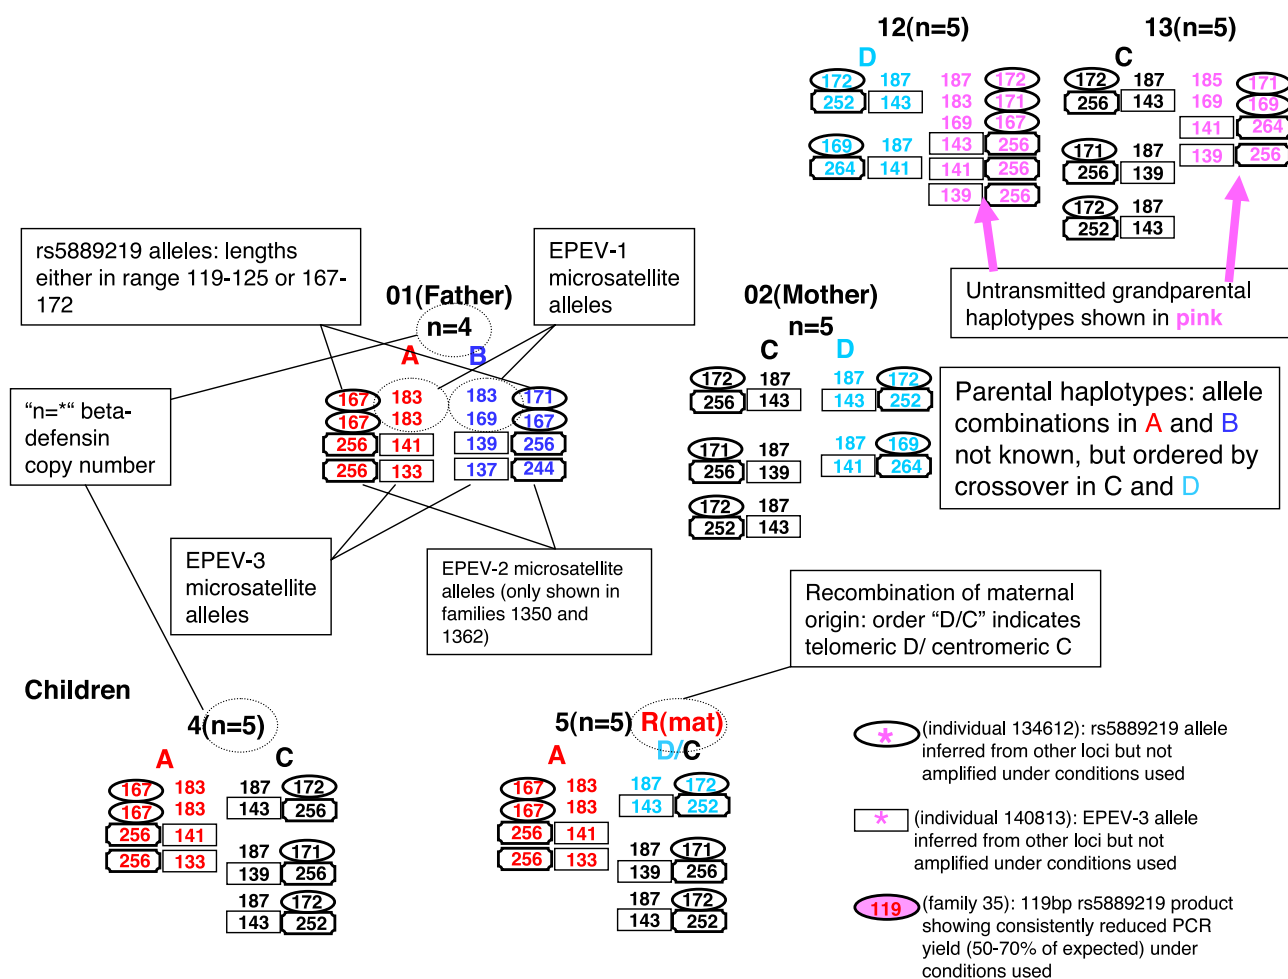 12(n=5)
13(n=5)
D
C
172 187 187 172
252 143 183 171
169 167
143 256
169 187 141 256
264 141 139 256
172 187 185 171
256 143 169 169
141 264
171 187 139 256
256 139
172 187
252 143
Untransmitted grandparental
haplotypes shown in pink
rs5889219 alleles: lengths
either in range 119-125 or 167-
172
EPEV-1
microsatellite
alleles
01(Father)
n=4
A B
167 183 183 171
167 183 169 167
256 141 139 256
256 133 137 244
02(Mother)
n=5
C D
172 187 187 172
256 143 143 252
171 187 187 169
256 139 141 264
172 187
252 143
Parental haplotypes: allele
combinations in A and B
not known, but ordered by
crossover in C and D
“n=*“ beta-
defensin
copy number
EPEV-3
microsatellite
alleles
EPEV-2 microsatellite
alleles (only shown in
families 1350 and
1362)
Recombination of maternal
origin: order “D/C” indicates
telomeric D/ centromeric C
Children
4(n=5)
A C
167 183 187 172
167 183 143 256
256 141
256 133 187 171
139 256
187 172
143 252
5(n=5) R(mat)
A D/C
167 183 187 172
167 183 143 252
256 141
256 133 187 171
139 256
187 172
143 252
* (individual 134612): rs5889219 allele
inferred from other loci but not
amplified under conditions used
* (individual 140813): EPEV-3 allele
inferred from other loci but not
amplified under conditions used
119 (family 35): 119bp rs5889219 product
showing consistently reduced PCR
yield (50-70% of expected) under
conditions used